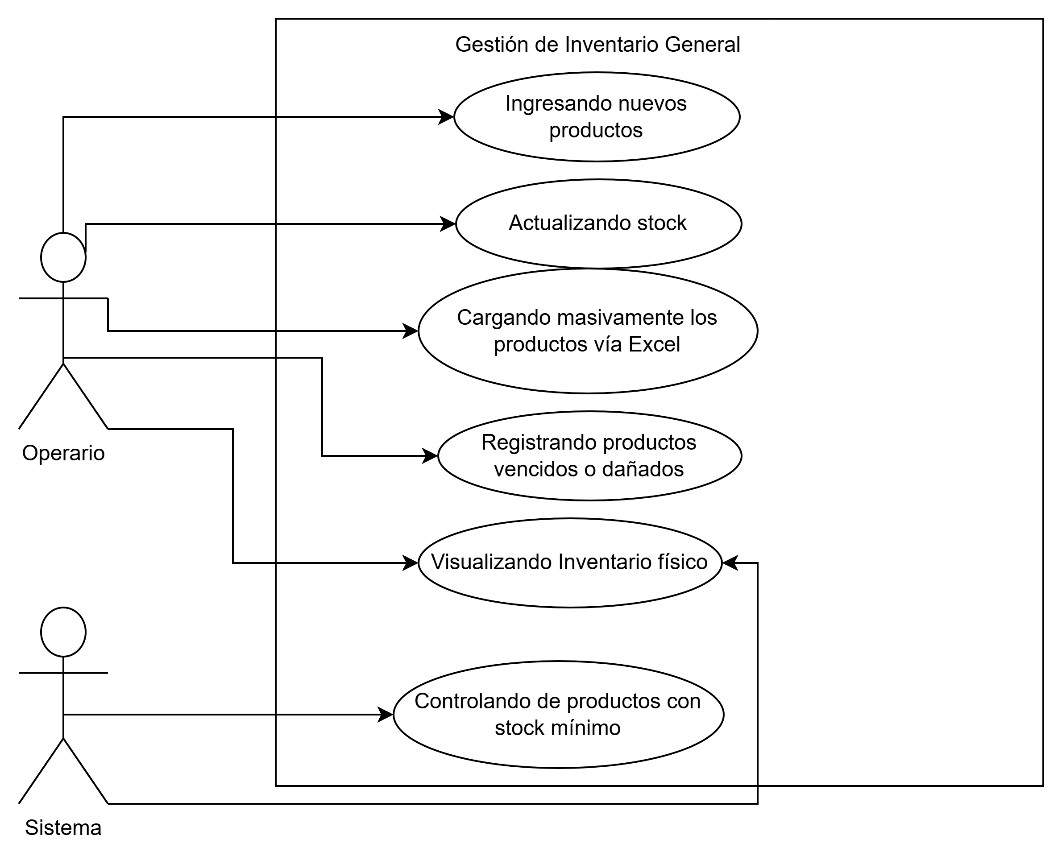 Gestión de Inventario General
Ingresando nuevos
productos
Actualizando stock
Cargando masivamente los
productos vía Excel
Operario
Registrando productos
vencidos o dañados
Visualizando Inventario físico
Controlando de productos con
stock mínimo
Sistema